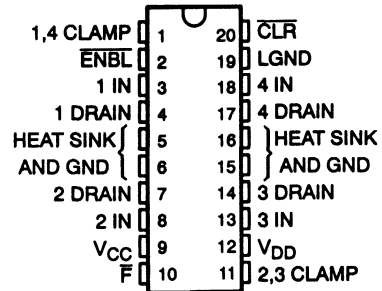 1,4 CLAMP 1 20 C̅L̅R̅
E̅N̅B̅L̅ 2 19 LGND
1 IN 3 18 4 IN
1 DRAIN 4 17 4 DRAIN
HEAT SINK 5 16 HEAT SINK
AND GND 6 15 AND GND
2 DRAIN 7 14 3 DRAIN
2 IN 8 13 3 IN
VCC 9 12 VDD
F̅ 10 11 2,3 CLAMP